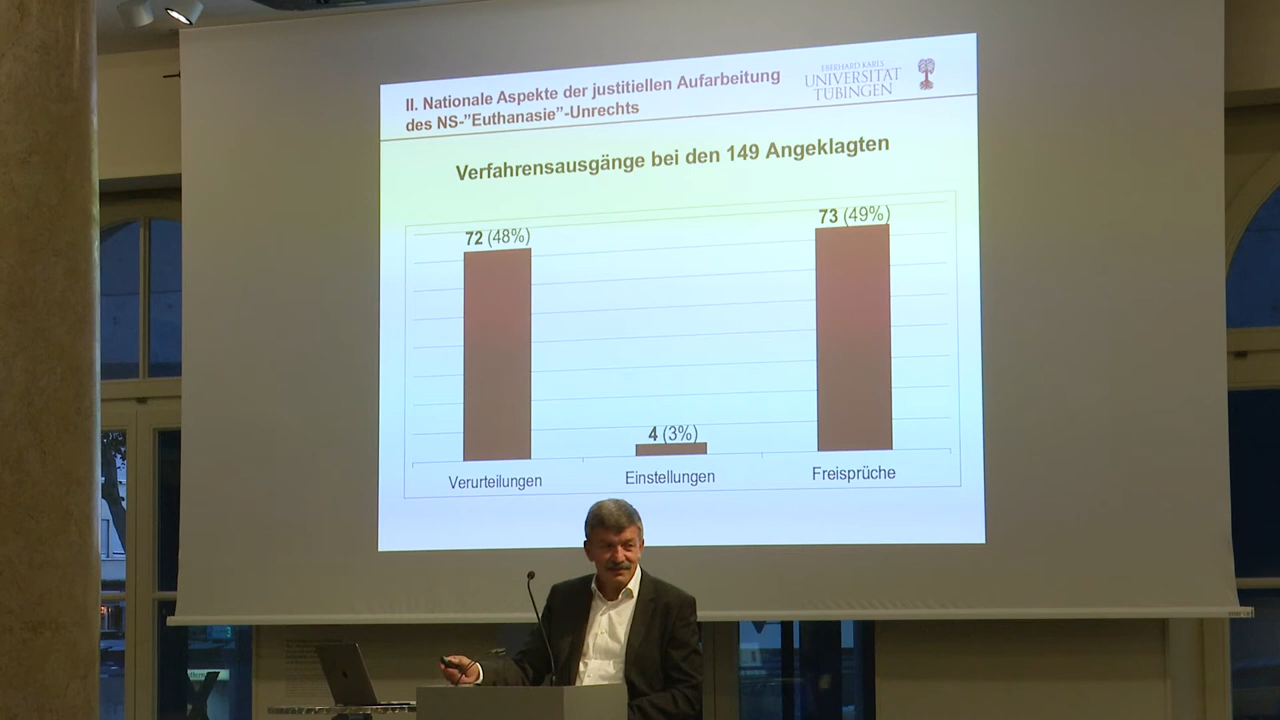 II. Nationale Aspekte der justitiellen Aufarbeitung
des NS-”Euthanasie”-Unrechts
EBERHARD KARLS
UNIVERSITÄT
TÜBINGEN
Verfahrensausgänge bei den 149 Angeklagten
72 (48%)
4 (3%)
73 (49%)
Verurteilungen
Einstellungen
Freisprüche